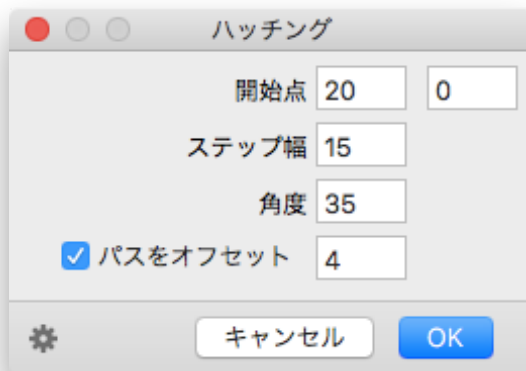 ハッチング
開始点 20 0
ステップ幅 15
角度 35
パスをオフセット 4
キャンセル OK